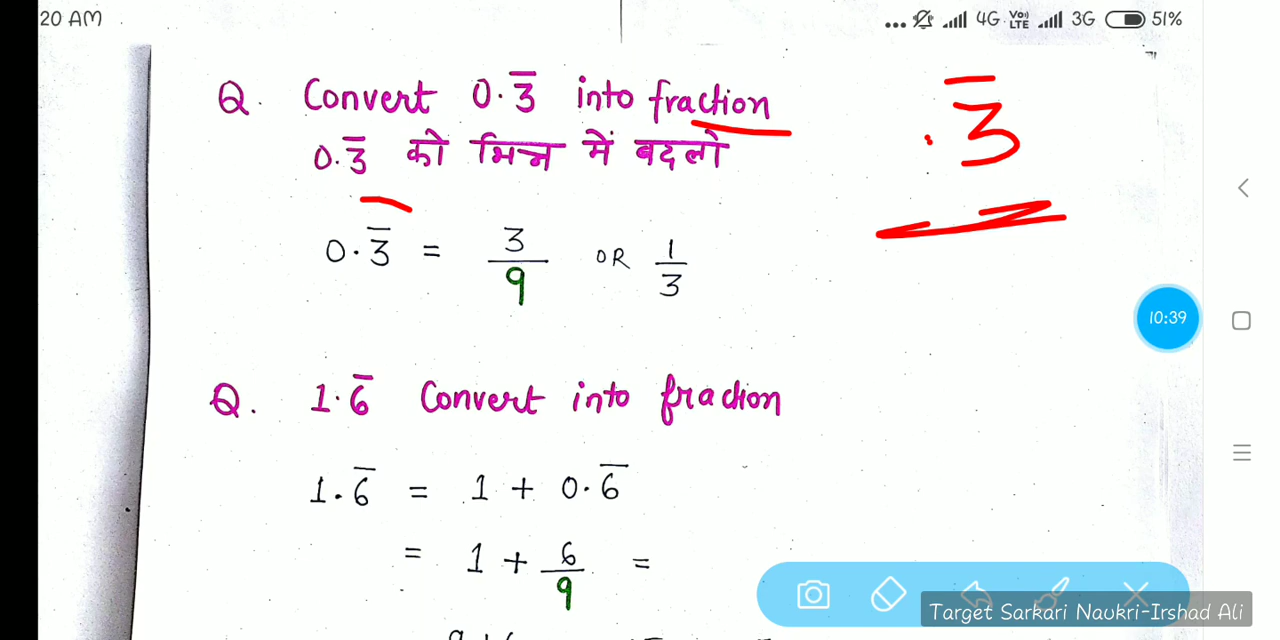 20 AM
... 4G Vo) LTE 3G 51%
Q. Convert 0.3̅ into fraction
0.3̅ को भिन्न में बदलो
.3̅
0.3̅ = 3/9 OR 1/3
10:39
Q. 1.6̅ Convert into fraction
1.6̅ = 1 + 0.6̅
= 1 + 6/9 =
Target Sarkari Naukri-Irshad Ali